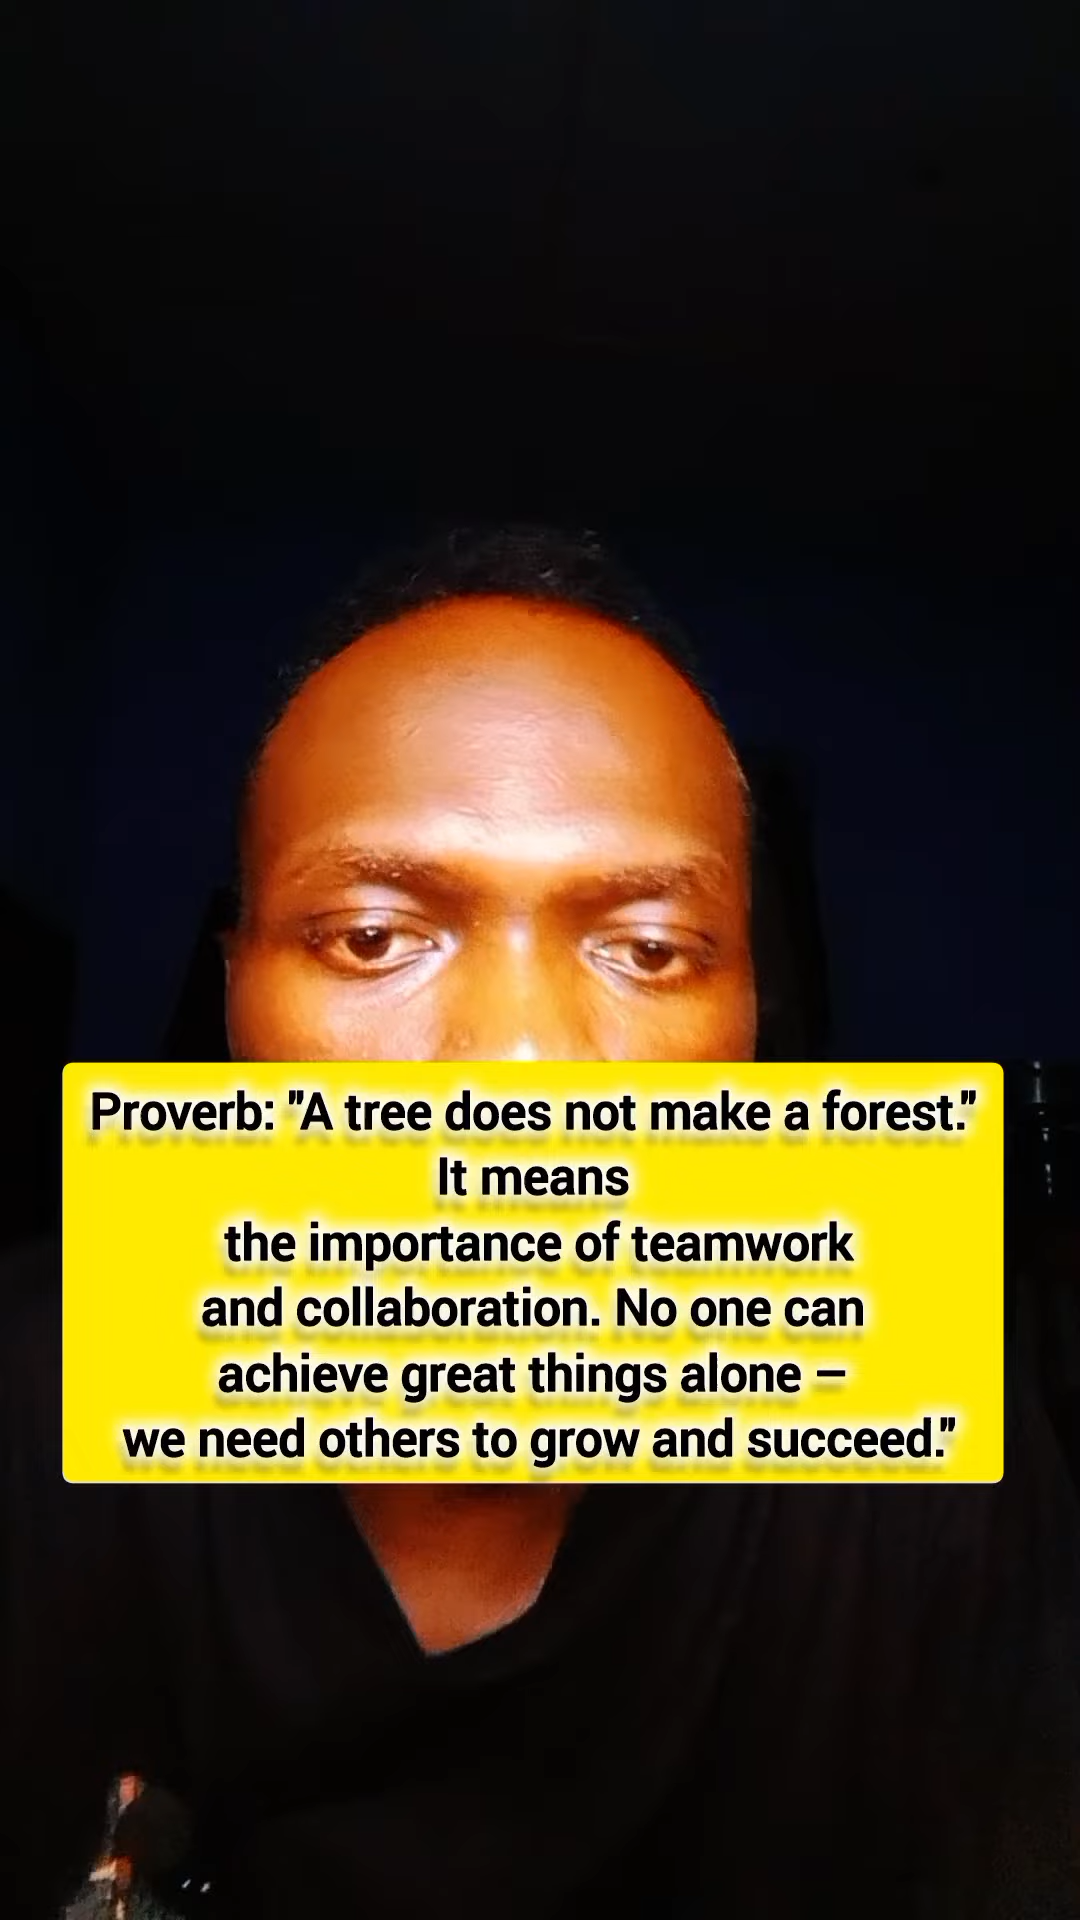 Proverb: "A tree does not make a forest."
It means
the importance of teamwork
and collaboration. No one can
achieve great things alone –
we need others to grow and succeed."